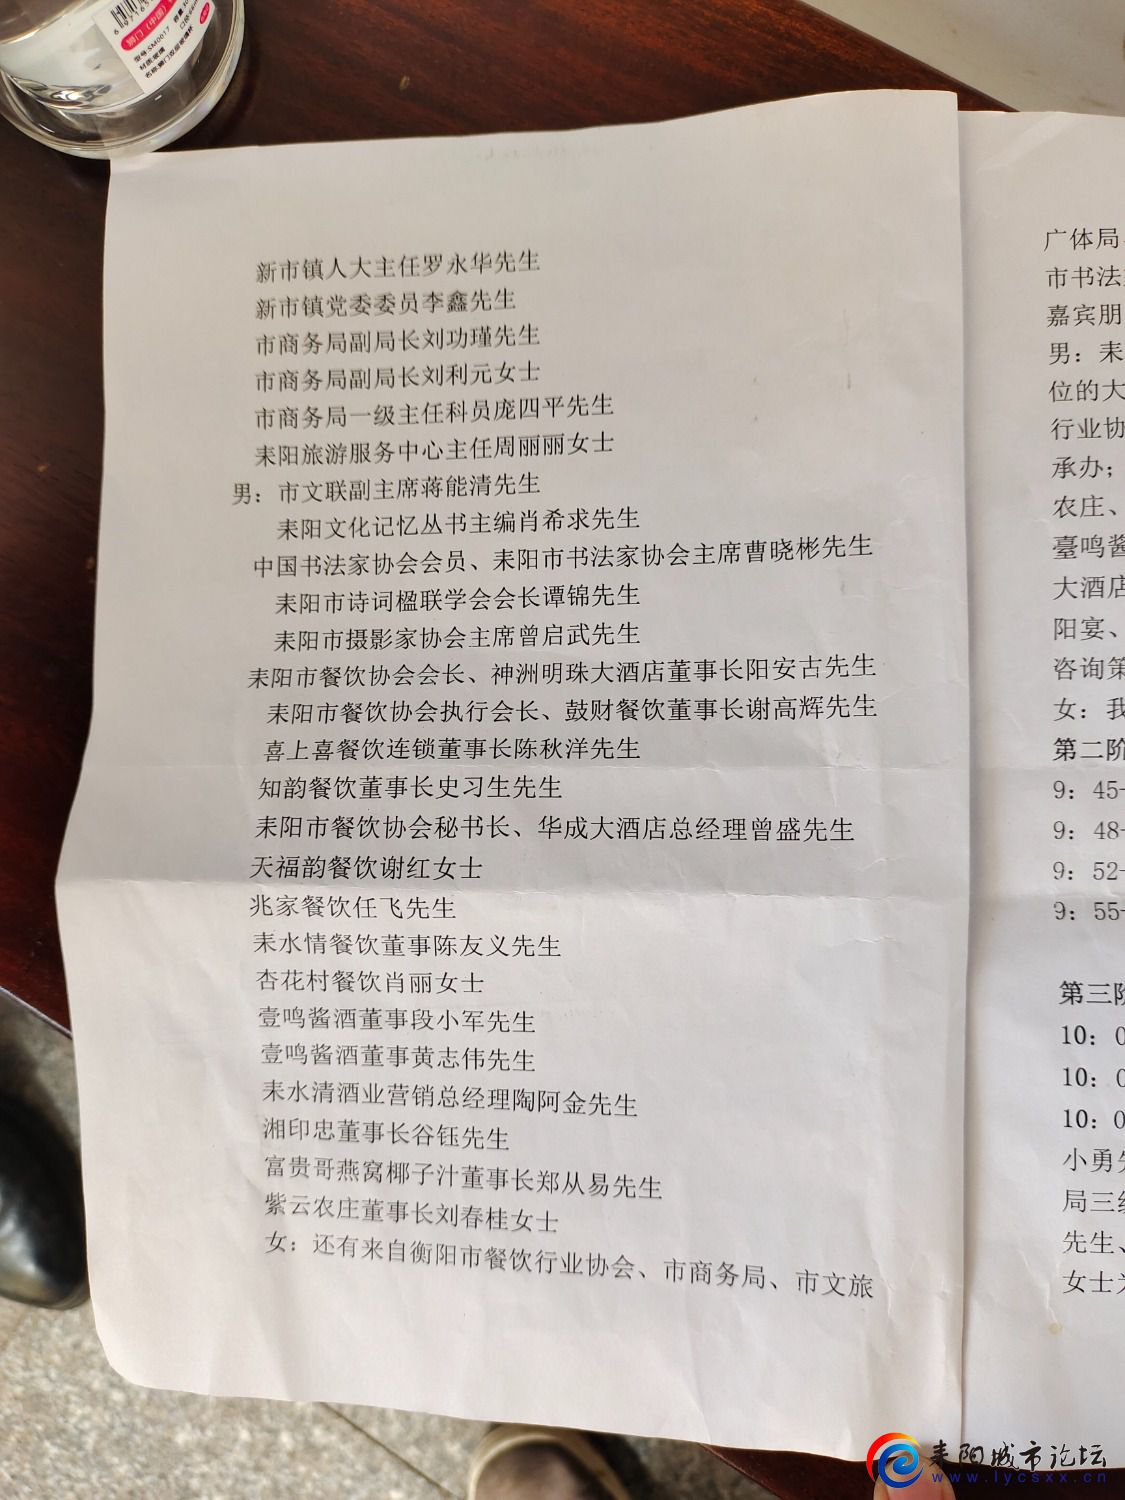 新市镇人大主任罗永华先生
新市镇党委委员李鑫先生
市商务局副局长刘功瑾先生
市商务局副局长刘利元女士
市商务局一级主任科员庞四平先生
耒阳旅游服务中心主任周丽丽女士
男：市文联副主席蒋能清先生
耒阳文化记忆丛书主编肖希求先生
中国书法家协会会员、耒阳市书法家协会主席曹晓彬先生
耒阳市诗词楹联学会会长谭锦先生
耒阳市摄影家协会主席曾启武先生
耒阳市餐饮协会会长、神洲明珠大酒店董事长阳安古先生
耒阳市餐饮协会执行会长、鼓财餐饮董事长谢高辉先生
喜上喜餐饮连锁董事长陈秋洋先生
知韵餐饮董事长史习生先生
耒阳市餐饮协会秘书长、华成大酒店总经理曾盛先生
天福韵餐饮谢红女士
兆家餐饮任飞先生
耒水情餐饮董事陈友义先生
杏花村餐饮肖丽女士
壹鸣酱酒董事段小军先生
壹鸣酱酒董事黄志伟先生
耒水清酒业营销总经理陶阿金先生
湘印忠董事长谷钰先生
富贵哥燕窝椰子汁董事长郑从易先生
紫云农庄董事长刘春桂女士
女：还有来自衡阳市餐饮行业协会、市商务局、市文旅
广体局
市书法
嘉宾朋
男：耒
位的大
行业协
承办；
农庄、
臺鸣酱
大酒店
阳宴、
咨询策
女：我
第二阶
9：45-
9：48-
9：52-
9：55-
第三阶
10：0
10：0
10：0
小勇先
局三级
先生、
女士为
耒阳城市论坛
www.lycsxx.cn